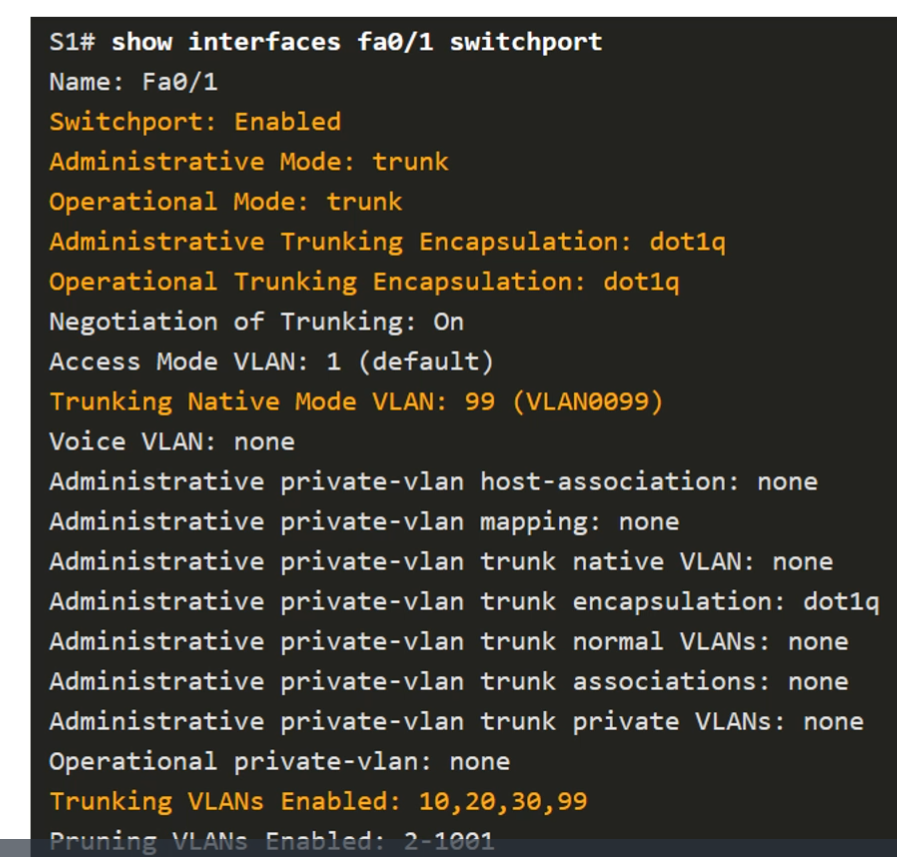 S1# show interfaces fa0/1 switchport
Name: Fa0/1
Switchport: Enabled
Administrative Mode: trunk
Operational Mode: trunk
Administrative Trunking Encapsulation: dot1q
Operational Trunking Encapsulation: dot1q
Negotiation of Trunking: On
Access Mode VLAN: 1 (default)
Trunking Native Mode VLAN: 99 (VLAN0099)
Voice VLAN: none
Administrative private-vlan host-association: none
Administrative private-vlan mapping: none
Administrative private-vlan trunk native VLAN: none
Administrative private-vlan trunk encapsulation: dot1q
Administrative private-vlan trunk normal VLANs: none
Administrative private-vlan trunk associations: none
Administrative private-vlan trunk private VLANs: none
Operational private-vlan: none
Trunking VLANs Enabled: 10,20,30,99
Pruning VLANs Enabled: 2-1001